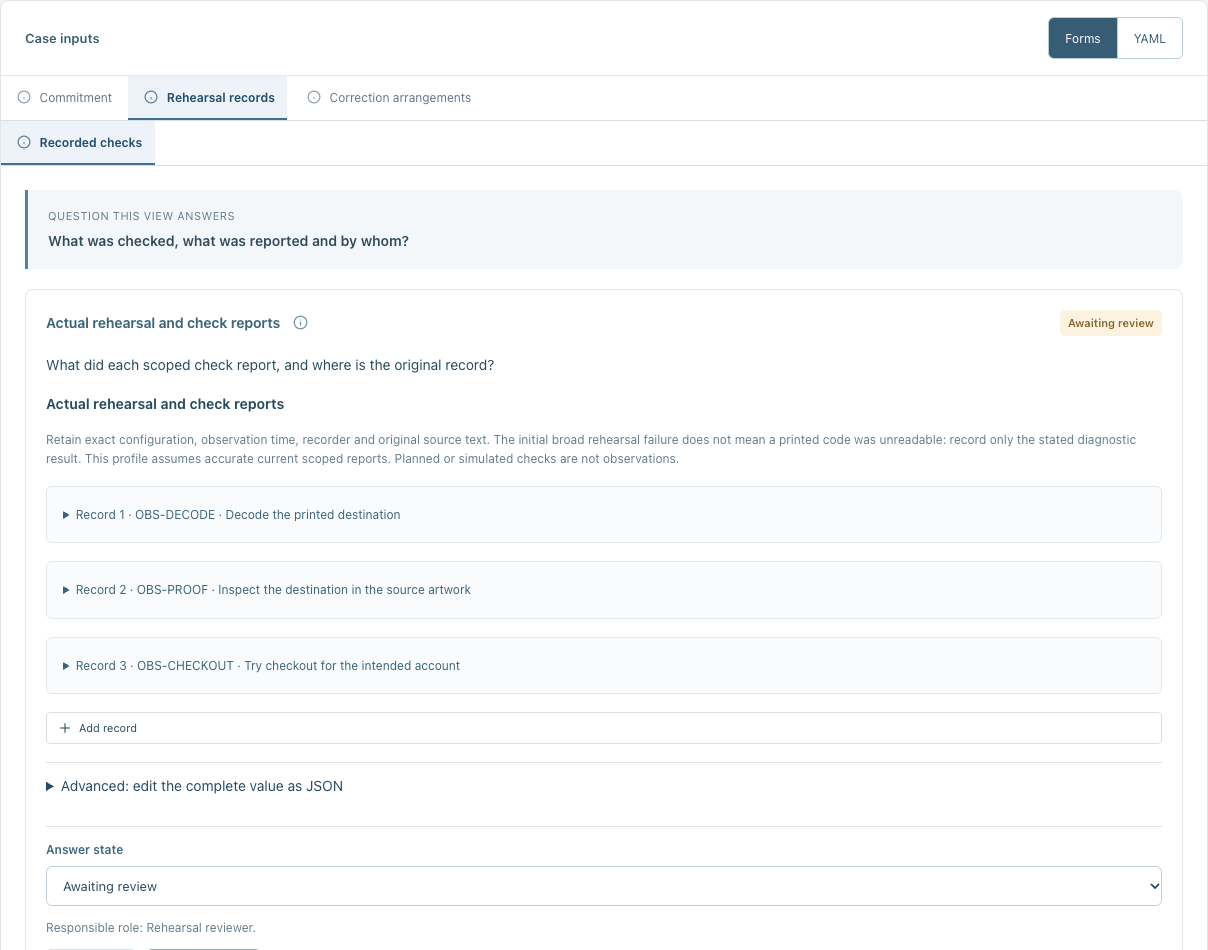 Case inputs
Forms
YAML
Commitment
Rehearsal records
Correction arrangements
Recorded checks
QUESTION THIS VIEW ANSWERS
What was checked, what was reported and by whom?
Actual rehearsal and check reports
Awaiting review
What did each scoped check report, and where is the original record?
Actual rehearsal and check reports
Retain exact configuration, observation time, recorder and original source text. The initial broad rehearsal failure does not mean a printed code was unreadable: record only the stated diagnostic
result. This profile assumes accurate current scoped reports. Planned or simulated checks are not observations.
Record 1 · OBS-DECODE · Decode the printed destination
Record 2 · OBS-PROOF · Inspect the destination in the source artwork
Record 3 · OBS-CHECKOUT · Try checkout for the intended account
Add record
Advanced: edit the complete value as JSON
Answer state
Awaiting review
Responsible role: Rehearsal reviewer.